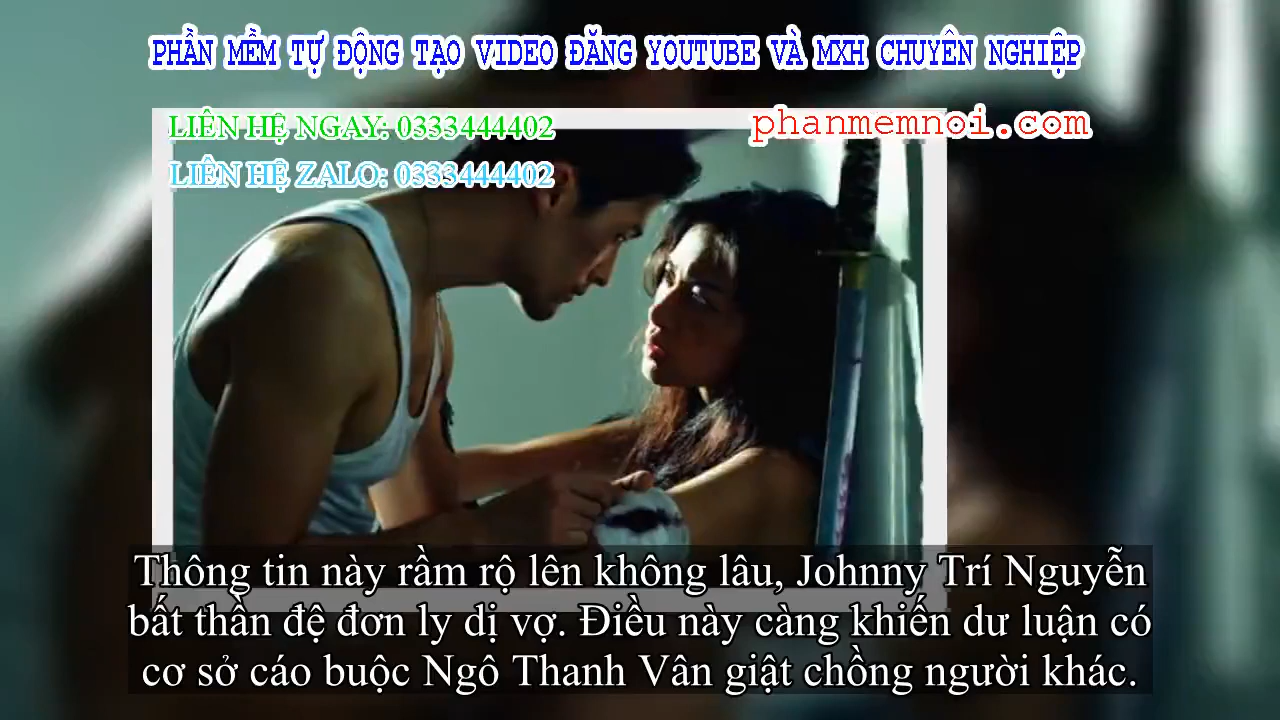 PHẦN MỀM TỰ ĐỘNG TẠO VIDEO ĐĂNG YOUTUBE VÀ MXH CHUYÊN NGHIỆP
LIÊN HỆ NGAY: 0333444402
phanmemnoi.com
LIÊN HỆ ZALO: 0333444402
Thông tin này rầm rộ lên không lâu, Johnny Trí Nguyễn
bất thần đệ đơn ly dị vợ. Điều này càng khiến dư luận có
cơ sở cáo buộc Ngô Thanh Vân giật chồng người khác.